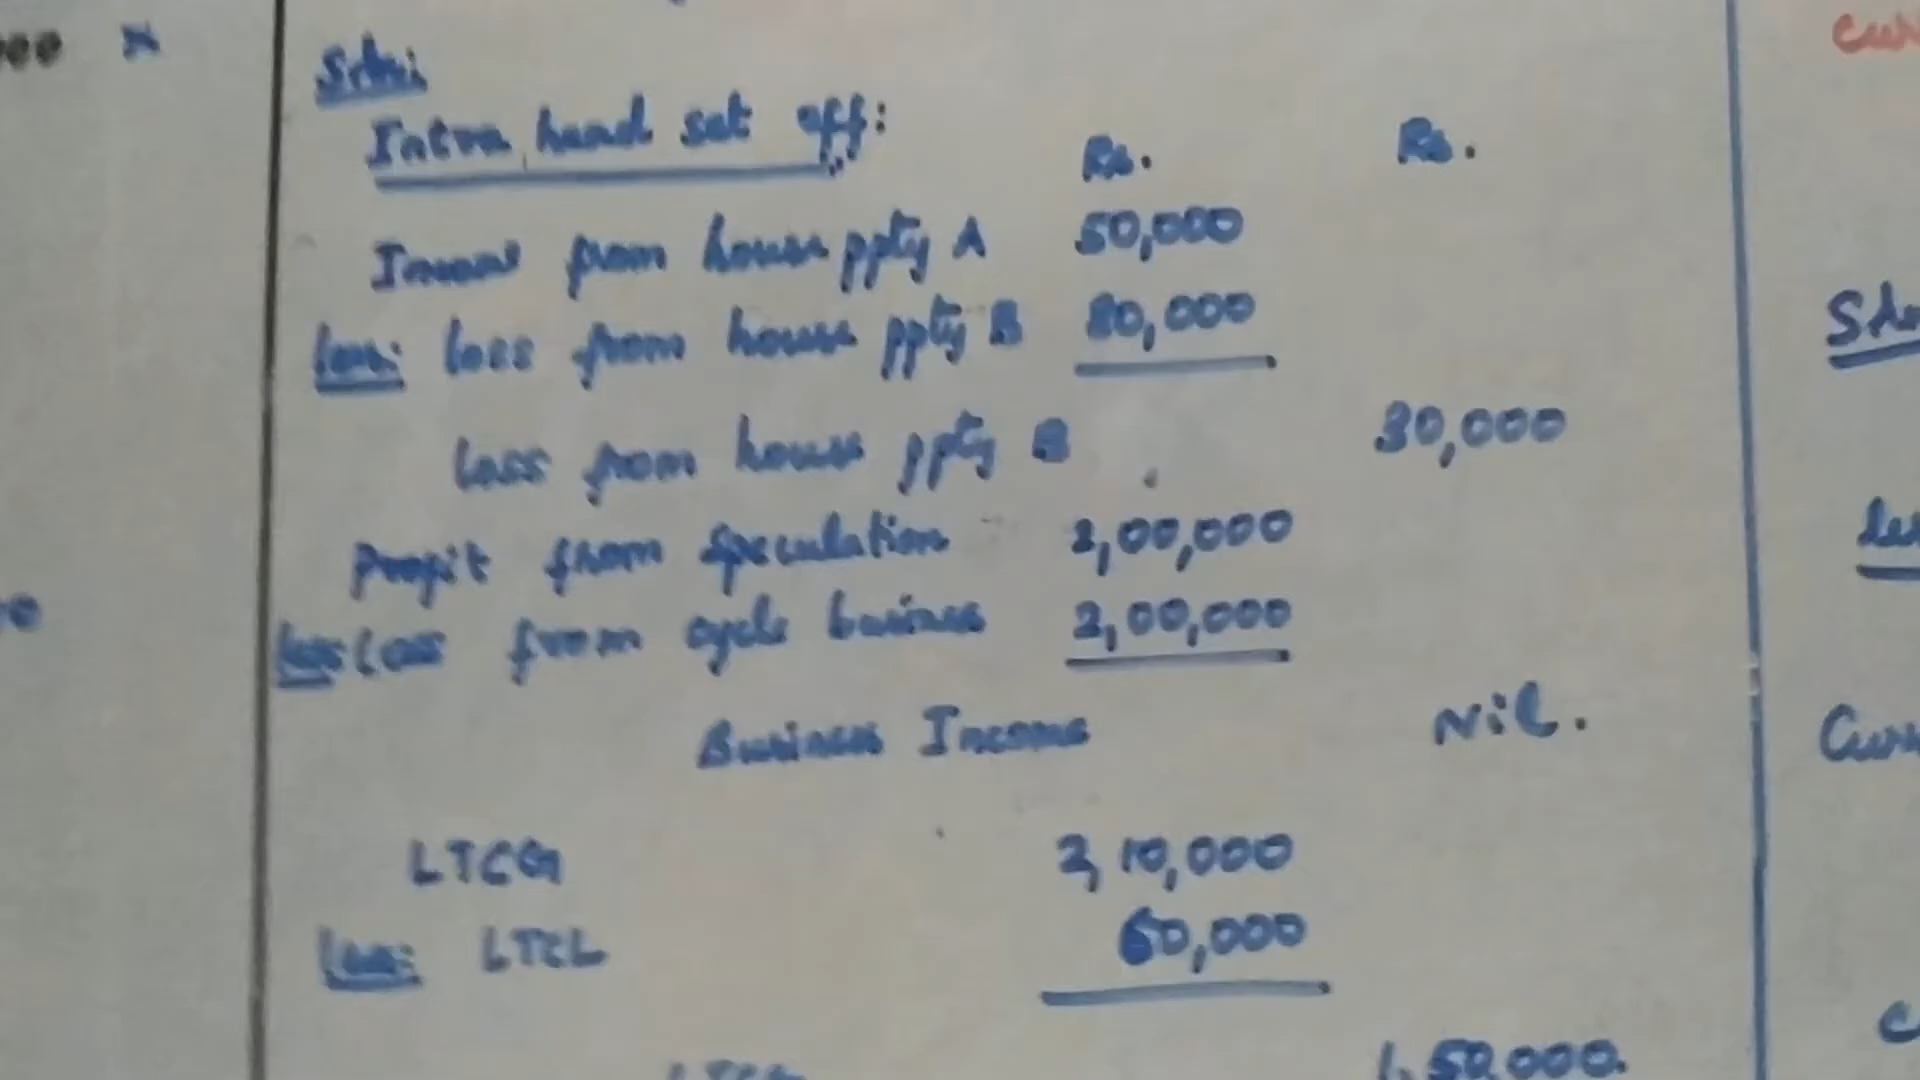 Soln:
Intra head set off:
Rs. Rs.
Income from house ppty A 50,000
Less: loss from house ppty B 80,000
loss from house ppty B 30,000
Profit from speculation 2,00,000
Less loss from cycle business 2,00,000
Business Income Nil.
LTCG 2,10,000
Less: LTCL 60,000
LTCG 1,50,000.